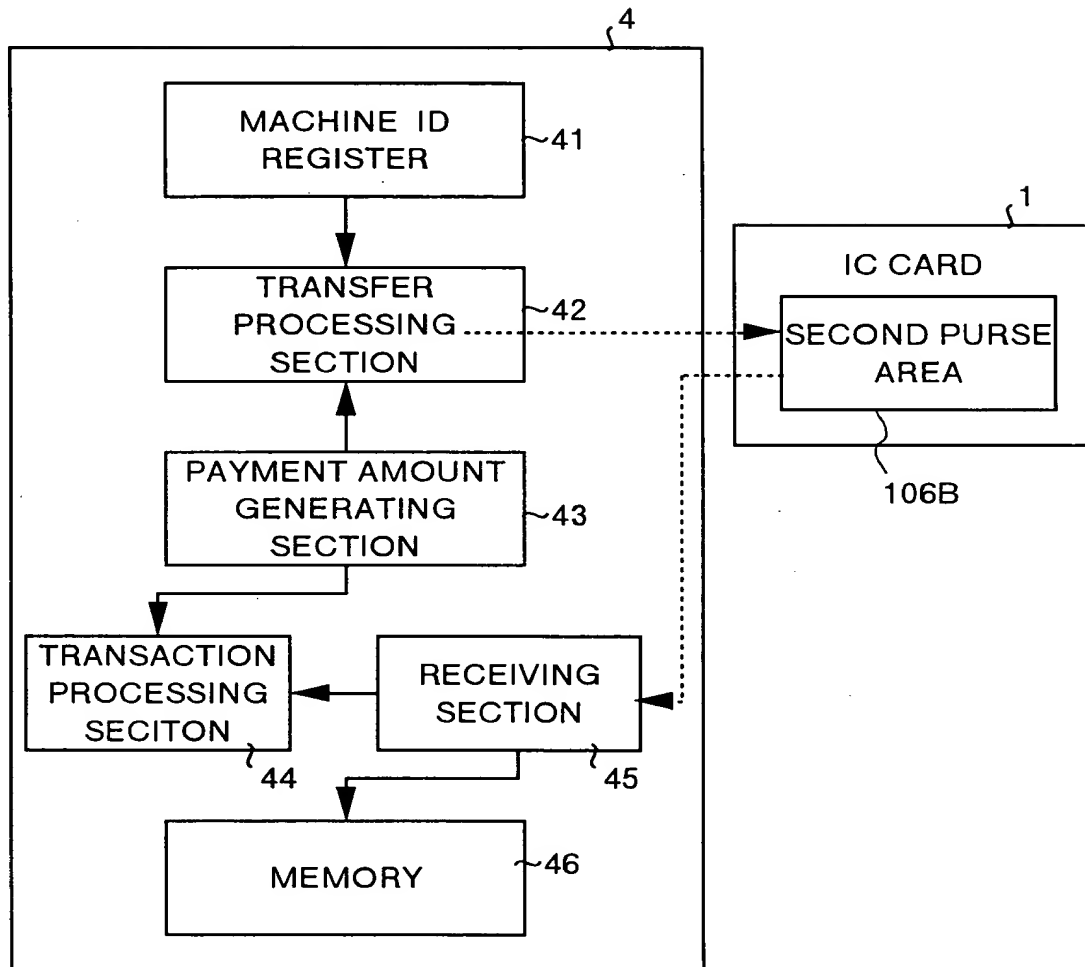 4
MACHINE ID
REGISTER
41
1
IC CARD
TRANSFER
PROCESSING
SECTION
42
SECOND PURSE
AREA
106B
PAYMENT AMOUNT
GENERATING
SECTION
43
TRANSACTION
PROCESSING
SECITON
44
RECEIVING
SECTION
45
MEMORY
46